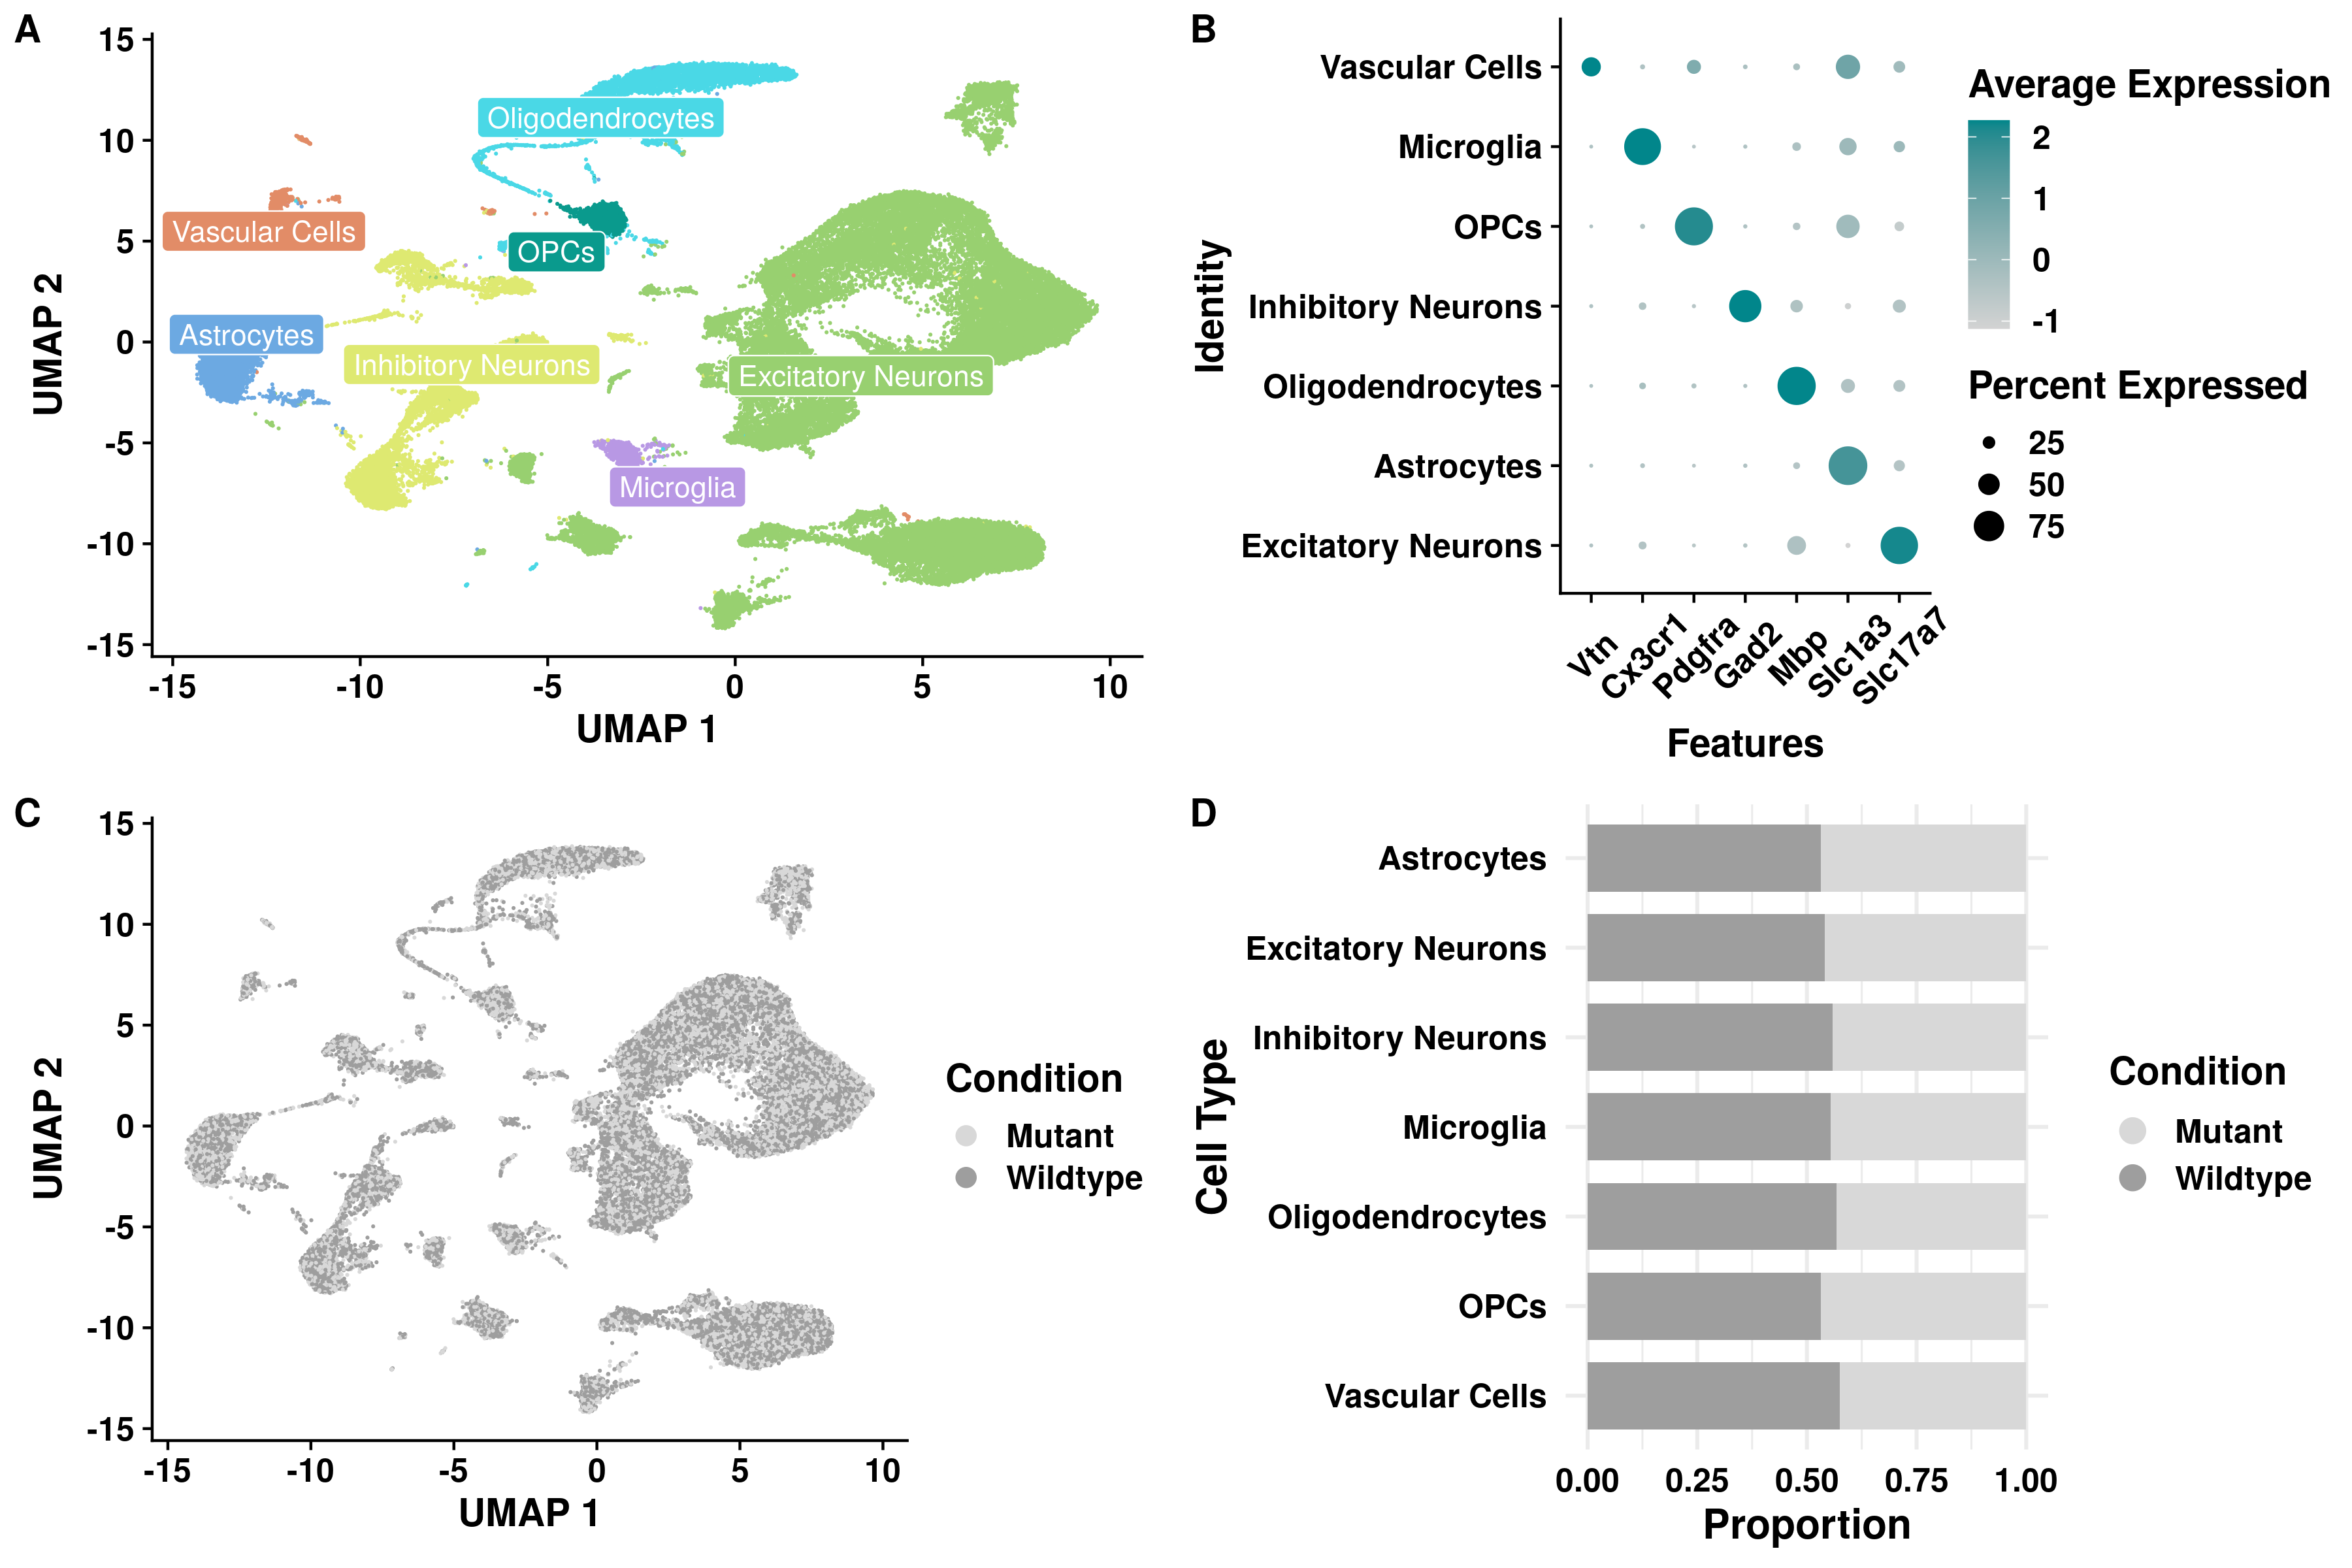 A
15
10
5
0
-5
-10
-15
UMAP 2
Oligodendrocytes
Vascular Cells
OPCs
Astrocytes
Inhibitory Neurons
Excitatory Neurons
Microglia
-15
-10
-5
0
5
10
UMAP 1
B
Identity
Vascular Cells
Microglia
OPCs
Inhibitory Neurons
Oligodendrocytes
Astrocytes
Excitatory Neurons
Vtn
Cx3cr1
Pdgfra
Gad2
Mbp
Slc1a3
Slc17a7
Features
Average Expression
2
1
0
-1
Percent Expressed
25
50
75
C
15
10
5
0
-5
-10
-15
UMAP 2
-15
-10
-5
0
5
10
UMAP 1
Condition
Mutant
Wildtype
D
Cell Type
Astrocytes
Excitatory Neurons
Inhibitory Neurons
Microglia
Oligodendrocytes
OPCs
Vascular Cells
0.00
0.25
0.50
0.75
1.00
Proportion
Condition
Mutant
Wildtype